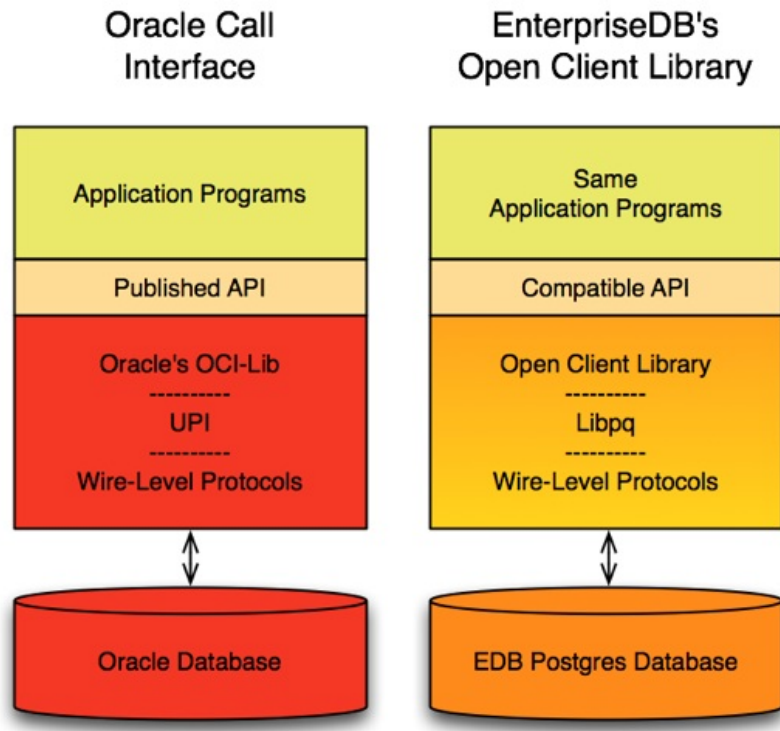 Oracle Call
Interface
Application Programs
Published API
Oracle's OCI-Lib
----------
UPI
----------
Wire-Level Protocols
Oracle Database
EnterpriseDB's
Open Client Library
Same
Application Programs
Compatible API
Open Client Library
----------
Libpq
----------
Wire-Level Protocols
EDB Postgres Database